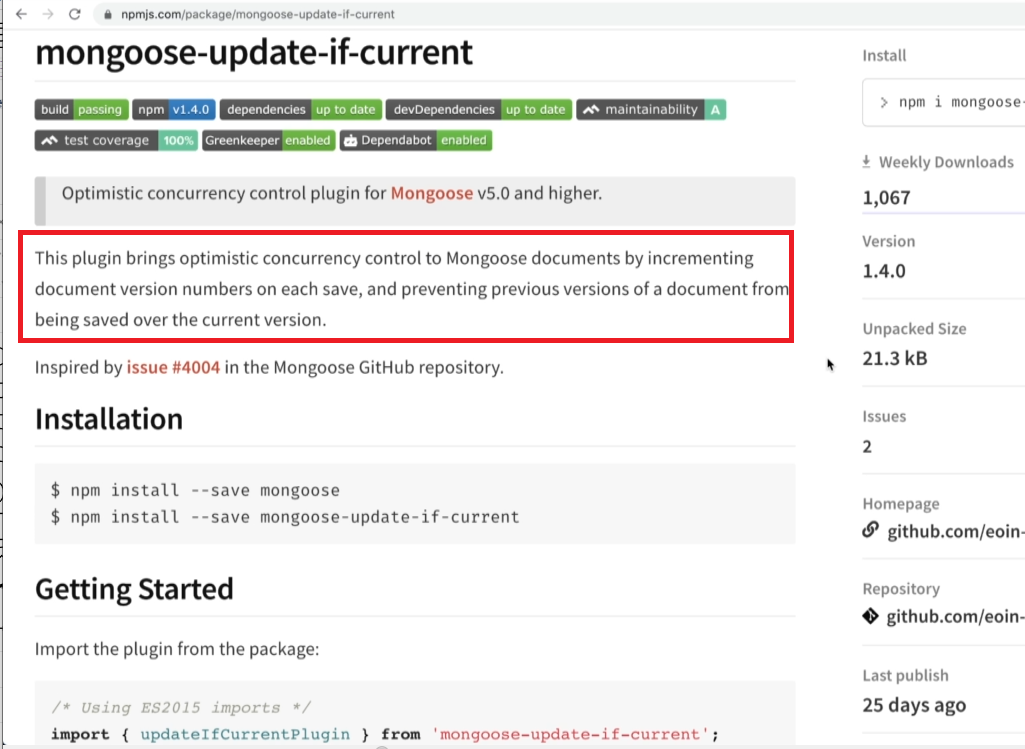 npmjs.com/package/mongoose-update-if-current
mongoose-update-if-current
build passing npm v1.4.0 dependencies up to date devDependencies up to date maintainability A
test coverage 100% Greenkeeper enabled Dependabot enabled
Optimistic concurrency control plugin for Mongoose v5.0 and higher.
This plugin brings optimistic concurrency control to Mongoose documents by incrementing
document version numbers on each save, and preventing previous versions of a document from
being saved over the current version.
Inspired by issue #4004 in the Mongoose GitHub repository.
Installation
$ npm install --save mongoose
$ npm install --save mongoose-update-if-current
Getting Started
Import the plugin from the package:
/* Using ES2015 imports */
import { updateIfCurrentPlugin } from 'mongoose-update-if-current';
Install
> npm i mongoose-
Weekly Downloads
1,067
Version
1.4.0
Unpacked Size
21.3 kB
Issues
2
Homepage
github.com/eoin-
Repository
github.com/eoin-
Last publish
25 days ago